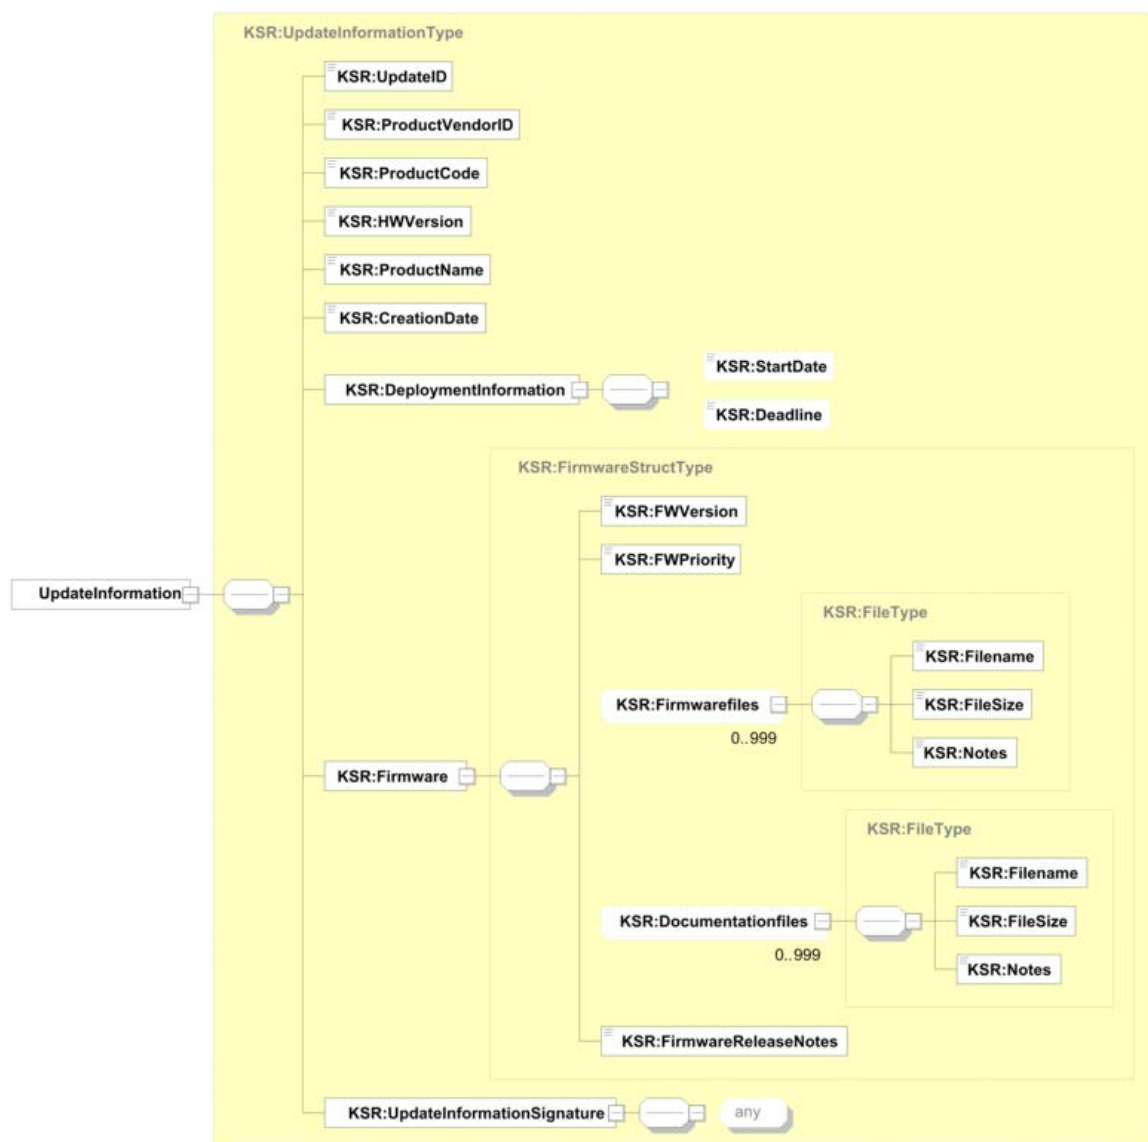 KSR:UpdateInformationType
KSR:UpdateID
KSR:ProductVendorID
KSR:ProductCode
KSR:HWVersion
KSR:ProductName
KSR:CreationDate
KSR:DeploymentInformation
KSR:StartDate
KSR:Deadline
KSR:FirmwareStructType
KSR:FWVersion
KSR:FWPriority
UpdateInformation
KSR:FileType
KSR:Filename
KSR:Firmwarefiles
KSR:FileSize
0..999
KSR:Notes
KSR:Firmware
KSR:FileType
KSR:Filename
KSR:Documentationfiles
KSR:FileSize
0..999
KSR:Notes
KSR:FirmwareReleaseNotes
KSR:UpdateInformationSignature
any